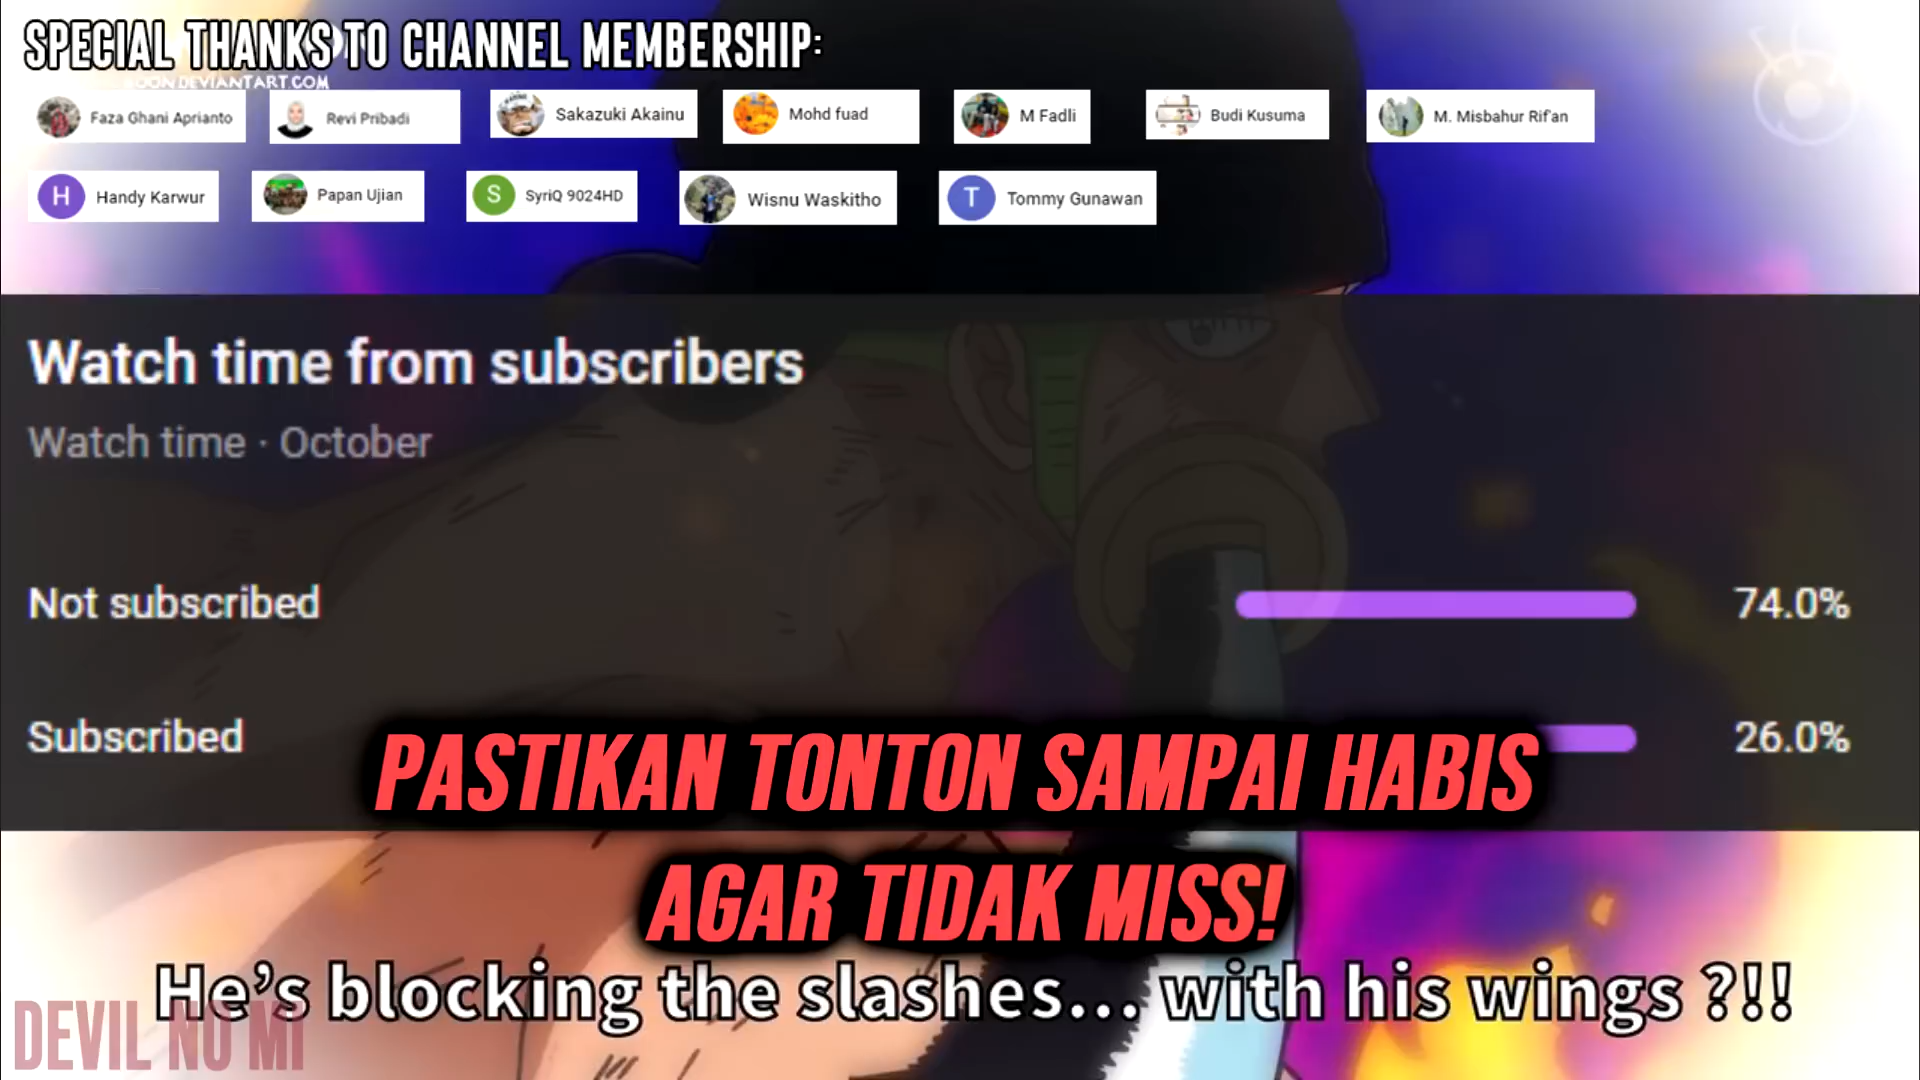 SPECIAL THANKS TO CHANNEL MEMBERSHIP:
OON.DEVIANTART.COM
Faza Ghani Aprianto
Revi Pribadi
Sakazuki Akainu
Mohd fuad
M Fadli
Budi Kusuma
M. Misbahur Rif'an
H Handy Karwur
Papan Ujian
S SyriQ 9024HD
Wisnu Waskitho
T Tommy Gunawan
Watch time from subscribers
Watch time · October
Not subscribed 74.0%
Subscribed 26.0%
PASTIKAN TONTON SAMPAI HABIS
AGAR TIDAK MISS!
He's blocking the slashes... with his wings ?!!
DEVIL NO MI